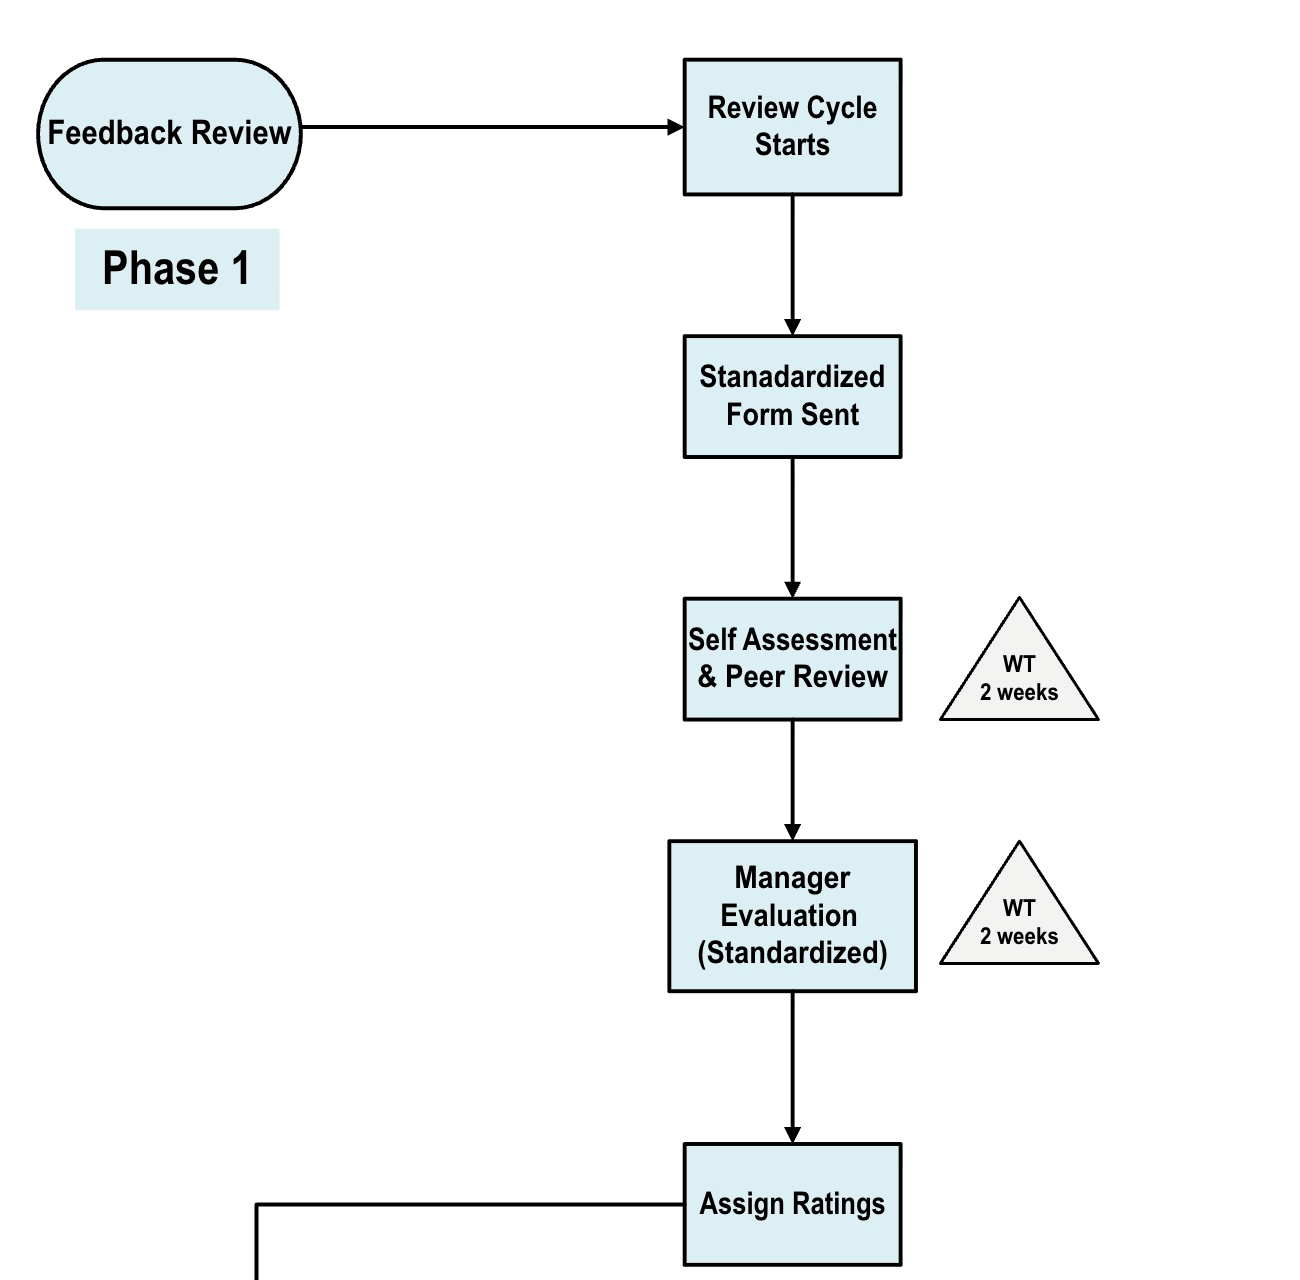 Feedback Review
Phase 1
Review Cycle
Starts
Stanadardized
Form Sent
Self Assessment
& Peer Review
WT
2 weeks
Manager
Evaluation
(Standardized)
WT
2 weeks
Assign Ratings